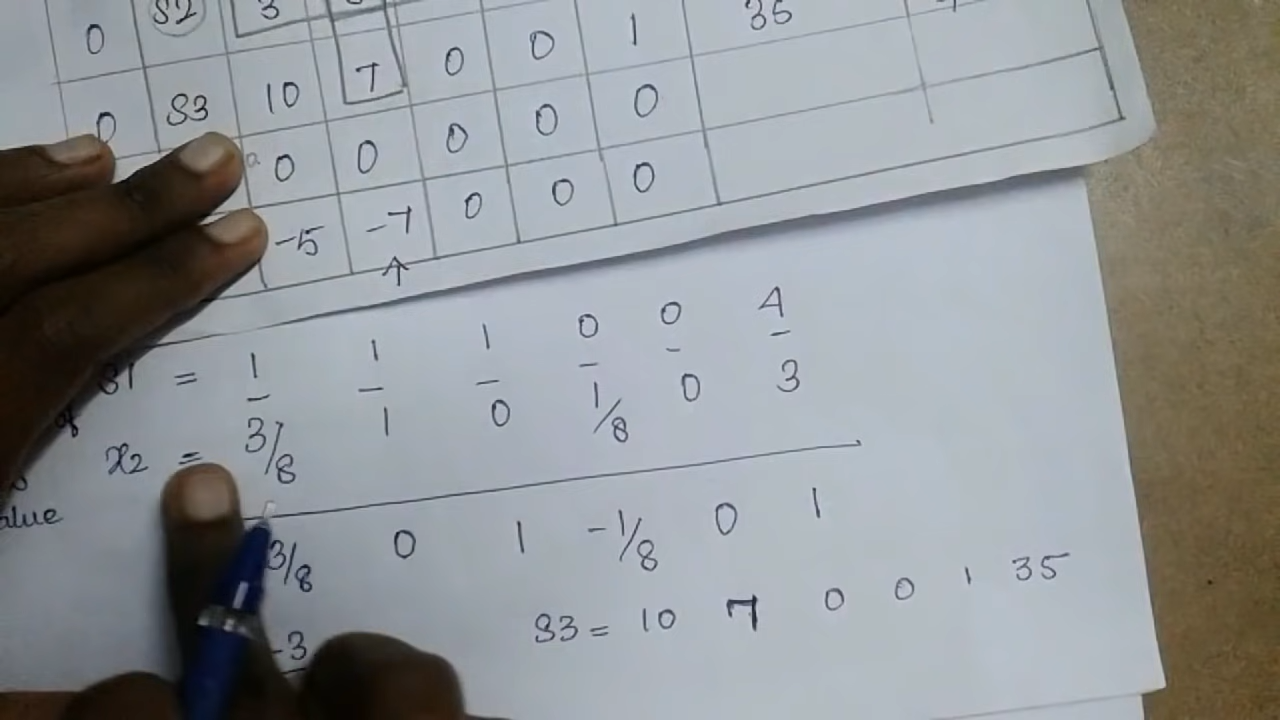 0 S2 3
0 S3 10 7 0 0 1 35
0 0 0 0 0
-5 -7 0 0 0
↑
S1 = 1 1 1 0 0 4
of
- - - - - -
x2 = 3/8 1 0 1/8 0 3
alue
3/8 0 1 -1/8 0 1
S3 = 10 7 0 0 1 35
-3